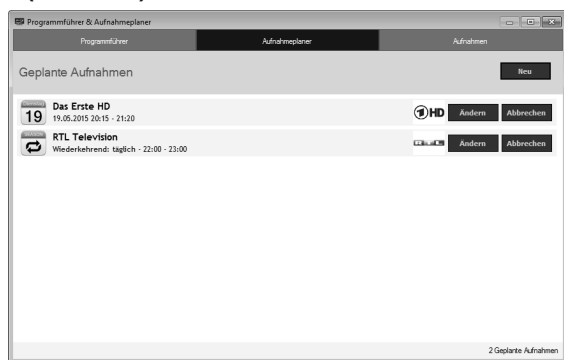 Programmführer & Aufnahmeplaner
Programmführer Aufnahmeplaner Aufnahmen
Geplante Aufnahmen Neu
19 Das Erste HD HD Ändern Abbrechen
19.05.2015 20:15 - 21:20
RTL Television RTL Ändern Abbrechen
Wiederkehrend: täglich - 22:00 - 23:00
2 Geplante Aufnahmen